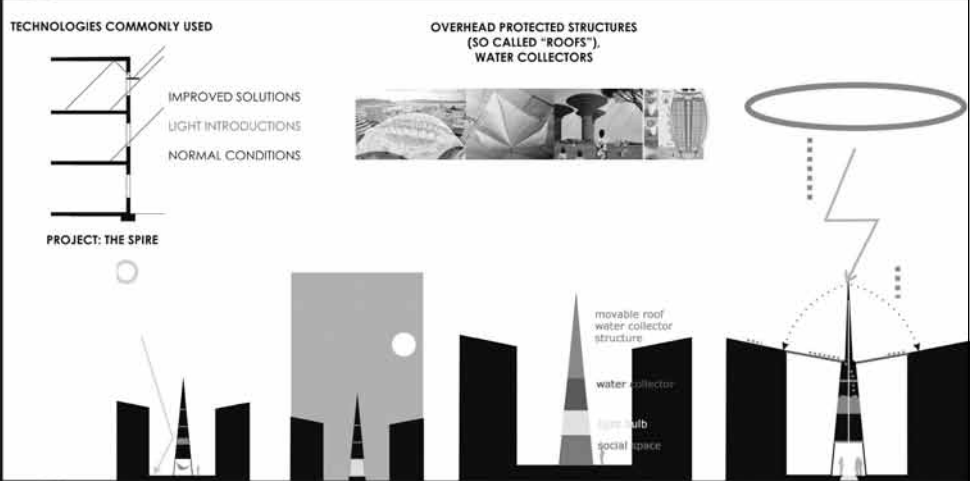 TECHNOLOGIES COMMONLY USED
IMPROVED SOLUTIONS
LIGHT INTRODUCTIONS
NORMAL CONDITIONS
OVERHEAD PROTECTED STRUCTURES
(SO CALLED “ROOFS”),
WATER COLLECTORS
PROJECT: THE SPIRE
movable roof
water collector
structure
water collector
light bulb
social space